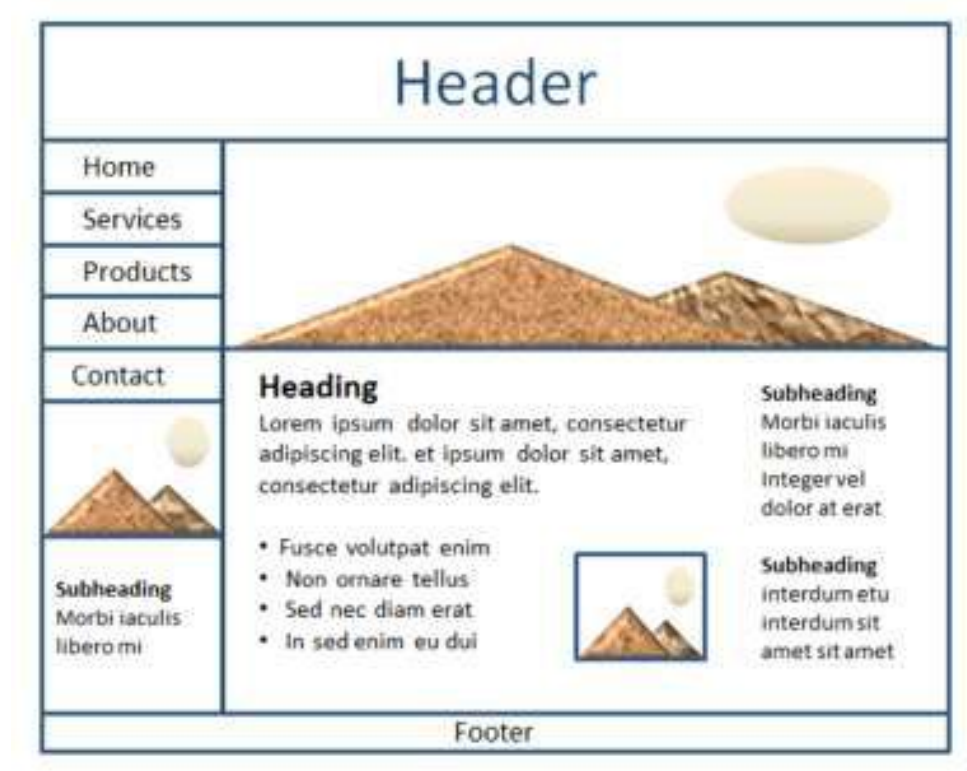 Header
Home
Services
Products
About
Contact
Subheading
Morbi iaculis
libero mi
Heading
Lorem ipsum dolor sit amet, consectetur
adipiscing elit. et ipsum dolor sit amet,
consectetur adipiscing elit.
• Fusce volutpat enim
• Non ornare tellus
• Sed nec diam erat
• In sed enim eu dui
Subheading
Morbi iaculis
libero mi
Integer vel
dolor at erat
Subheading
interdum etu
interdum sit
amet sit amet
Footer